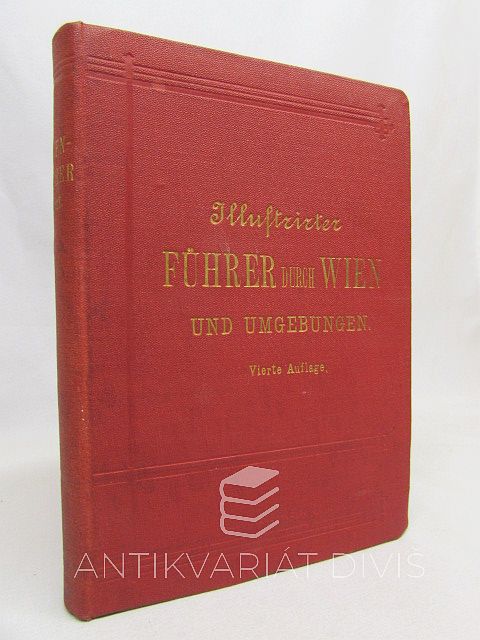 Illustrirter
FÜHRER DURCH WIEN
UND UMGEBUNGEN.
Vierte Auflage.
ANTIKVARIÁT DIVIŠ